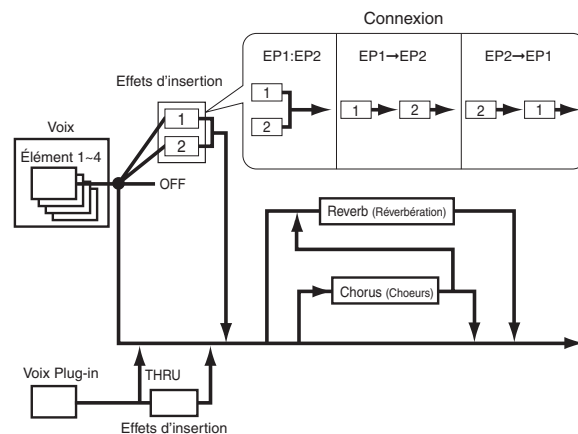 Connexion
EP1:EP2
EP1→EP2
EP2→EP1
1
2
1
2
2
1
Effets d'insertion
1
2
Voix
Élément 1~4
OFF
Reverb (Réverbération)
Chorus (Choeurs)
Voix Plug-in
THRU
Effets d'insertion